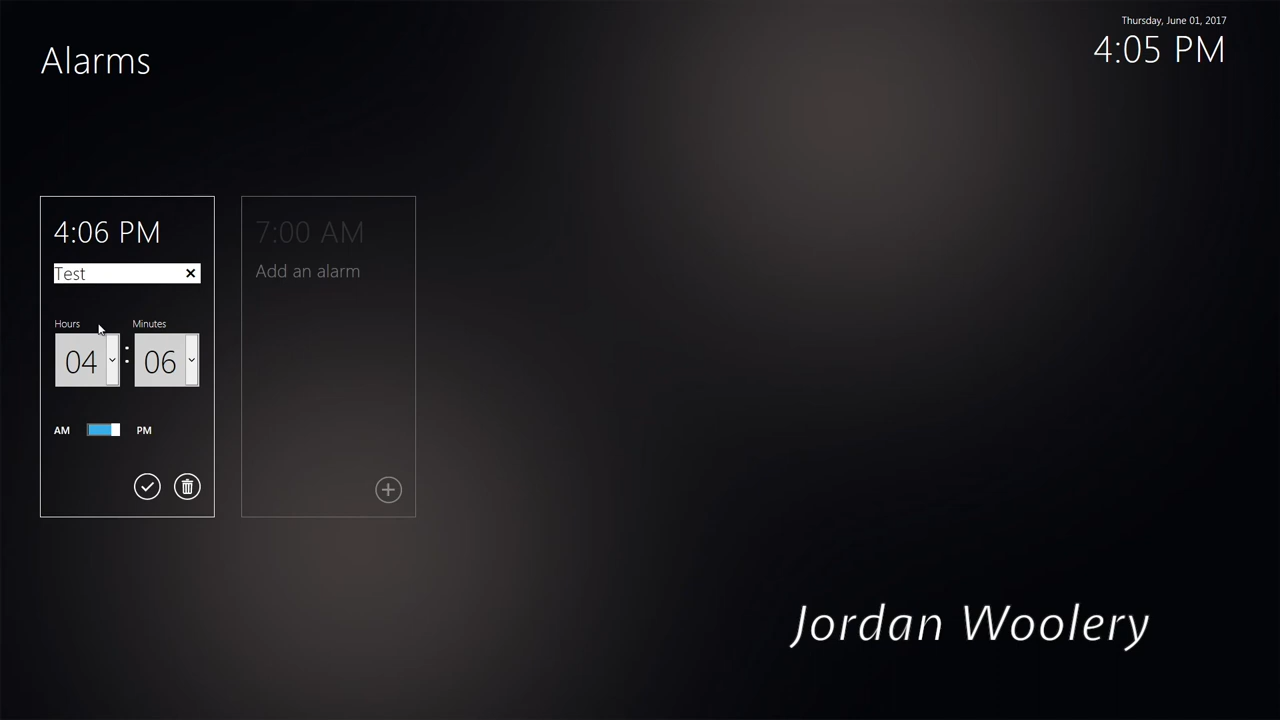 Thursday, June 01, 2017
4:05 PM
Alarms
4:06 PM
Test
Hours
Minutes
04 : 06
AM
PM
7:00 AM
Add an alarm
Jordan Woolery